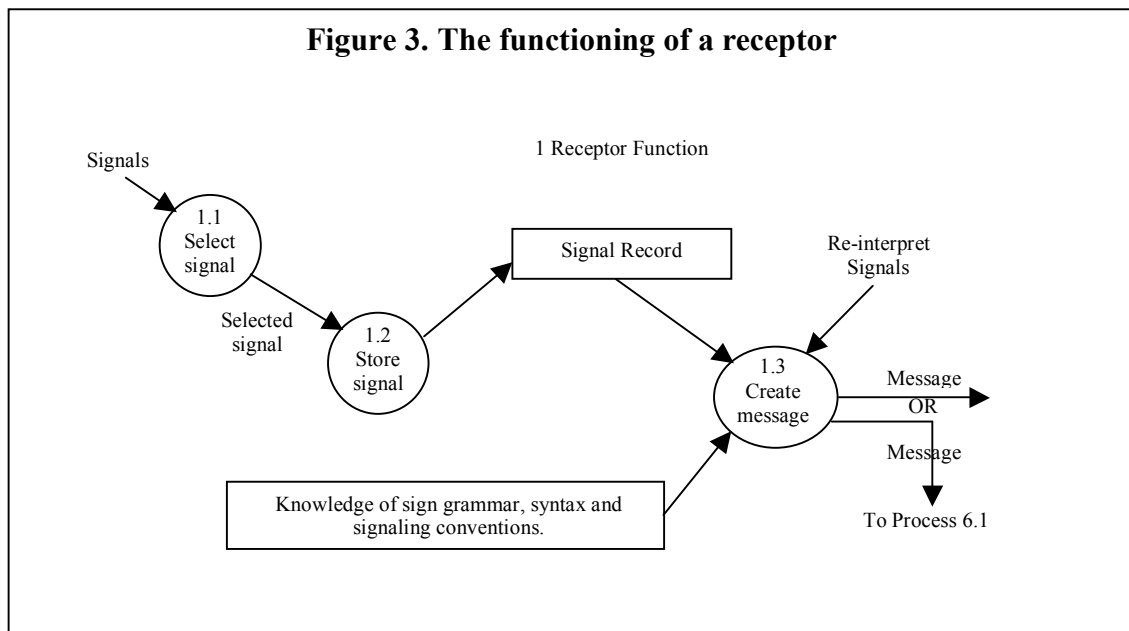 Figure 3. The functioning of a receptor
1 Receptor Function
Signals
1.1
Select
signal
Signal Record
Re-interpret
Signals
Selected
signal
1.2
Store
signal
1.3
Create
message
Message
OR
Message
Knowledge of sign grammar, syntax and
signaling conventions.
To Process 6.1